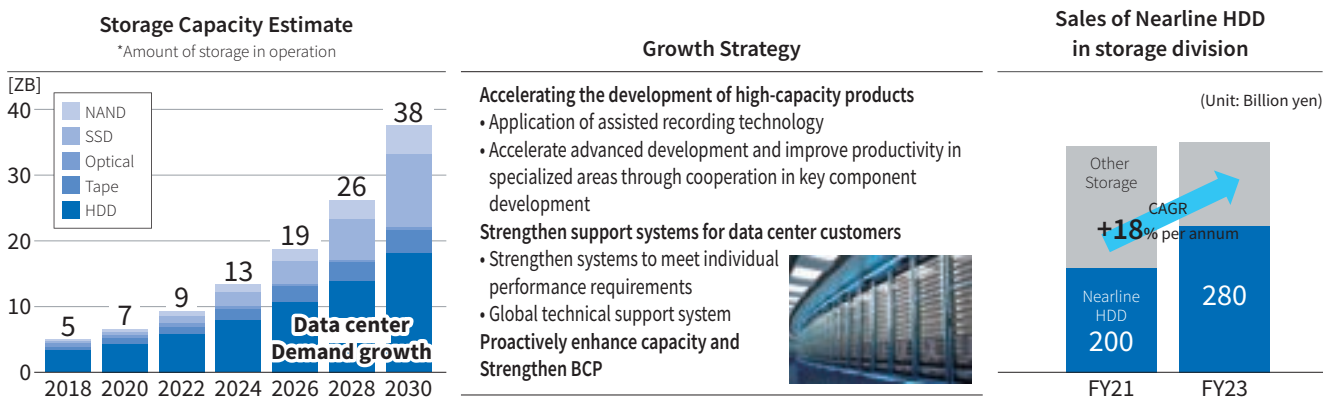 Storage Capacity Estimate
*Amount of storage in operation
[ZB]
40
30
20
10
0
NAND
SSD
Optical
Tape
HDD
5
7
9
13
19
26
38
Data center
Demand growth
2018 2020 2022 2024 2026 2028 2030
Growth Strategy
Accelerating the development of high-capacity products
• Application of assisted recording technology
• Accelerate advanced development and improve productivity in
specialized areas through cooperation in key component
development
Strengthen support systems for data center customers
• Strengthen systems to meet individual
performance requirements
• Global technical support system
Proactively enhance capacity and
Strengthen BCP
Sales of Nearline HDD
in storage division
(Unit: Billion yen)
Other
Storage
CAGR
+18% per annum
Nearline
HDD
200
280
FY21 FY23